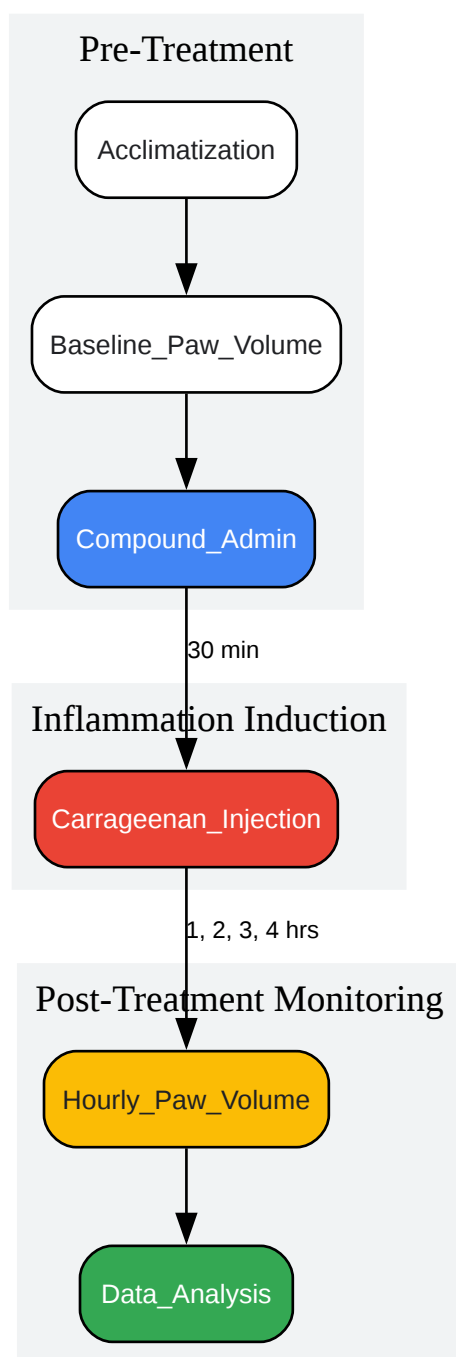 Pre-Treatment
Acclimatization
Baseline_Paw_Volume
Compound_Admin
30 min
Inflammation Induction
Carrageenan_Injection
1, 2, 3, 4 hrs
Post-Treatment Monitoring
Hourly_Paw_Volume
Data_Analysis